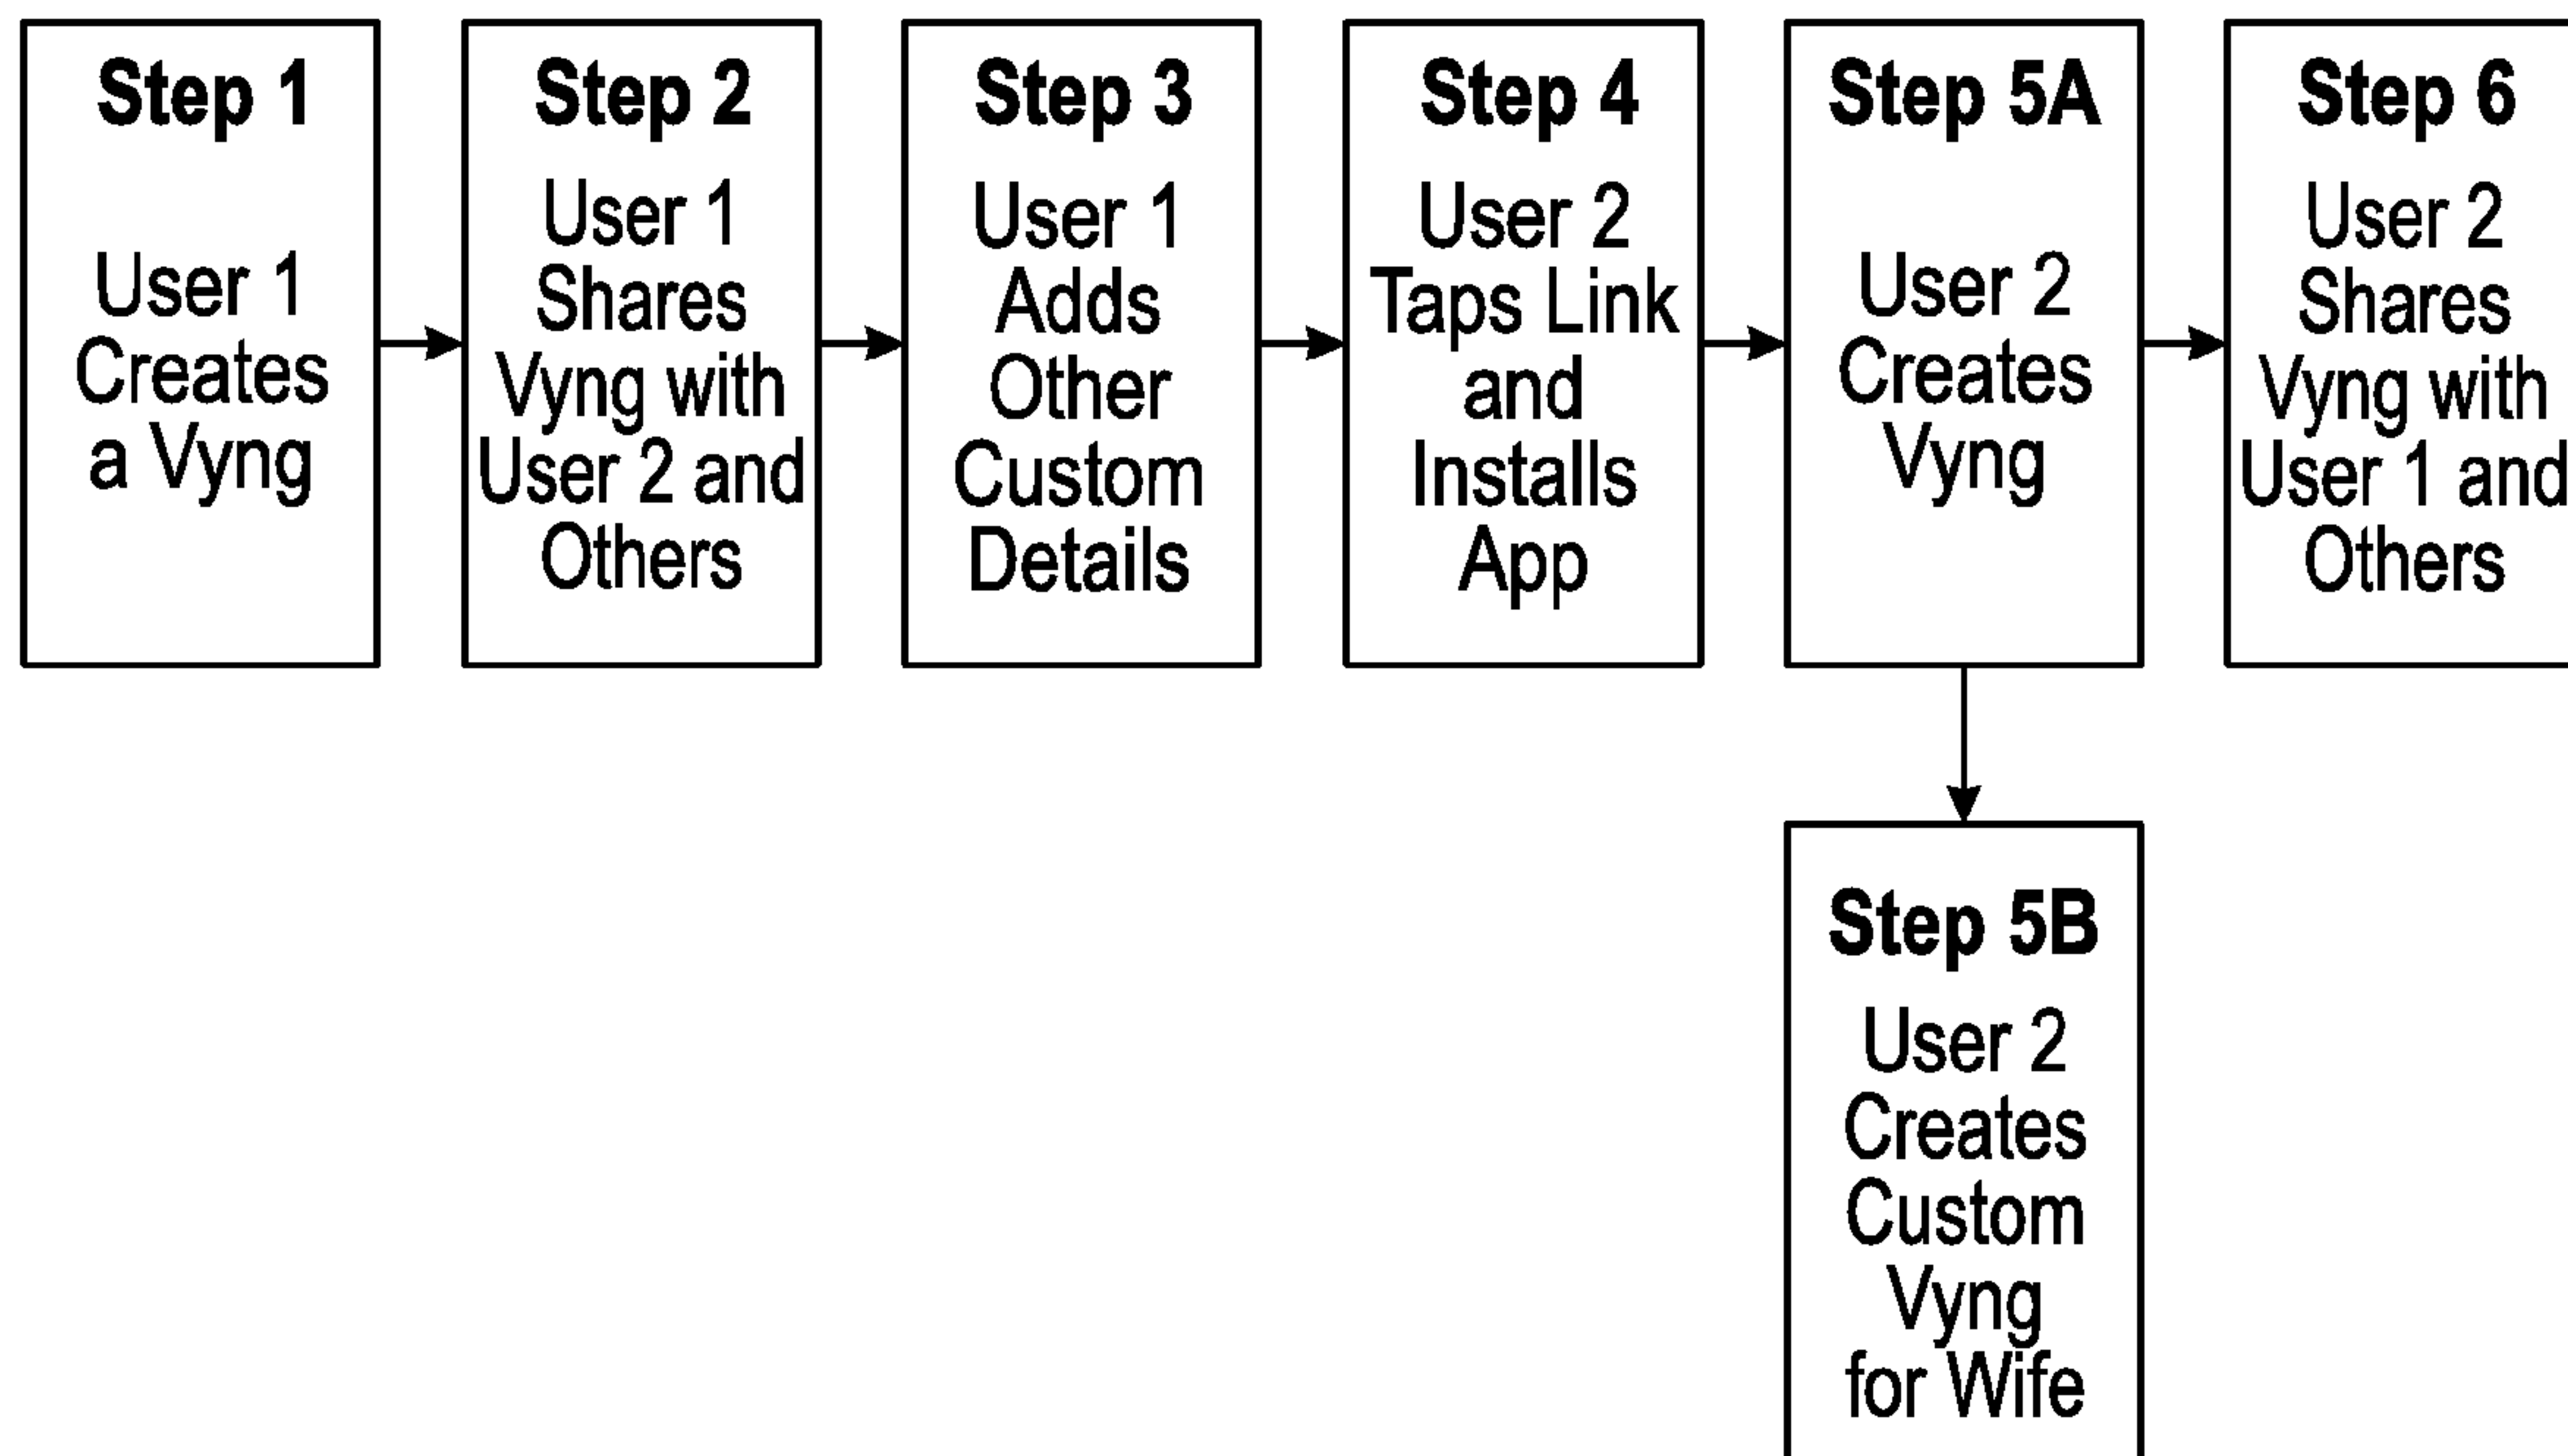 Step 1
User 1
Creates
a Vyng
Step 2
User 1
Shares
Vyng with
User 2 and
Others
Step 3
User 1
Adds
Other
Custom
Details
Step 4
User 2
Taps Link
and
Installs
App
Step 5A
User 2
Creates
Vyng
Step 6
User 2
Shares
Vyng with
User 1 and
Others
Step 5B
User 2
Creates
Custom
Vyng
for Wife